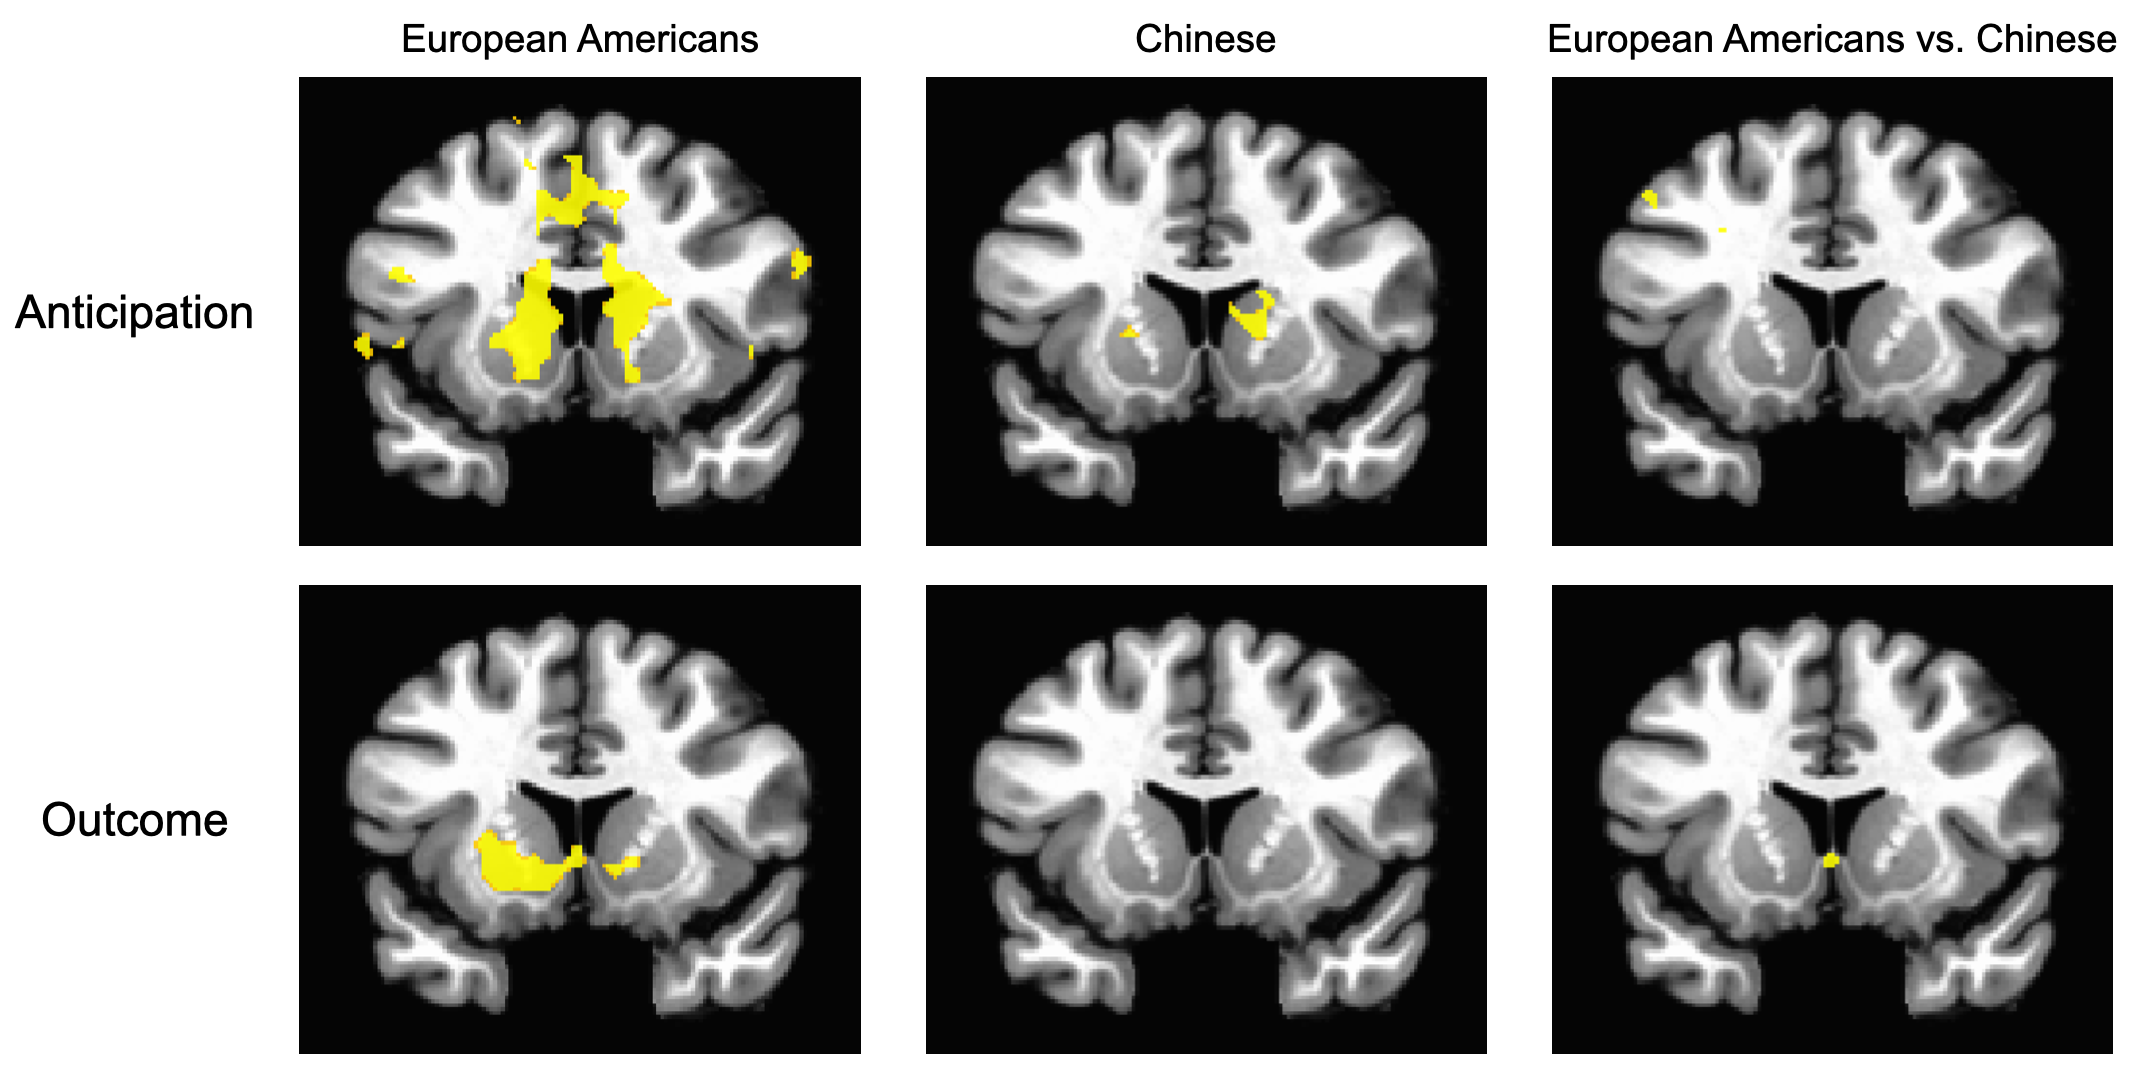 European Americans
Chinese
European Americans vs. Chinese
Anticipation
Outcome